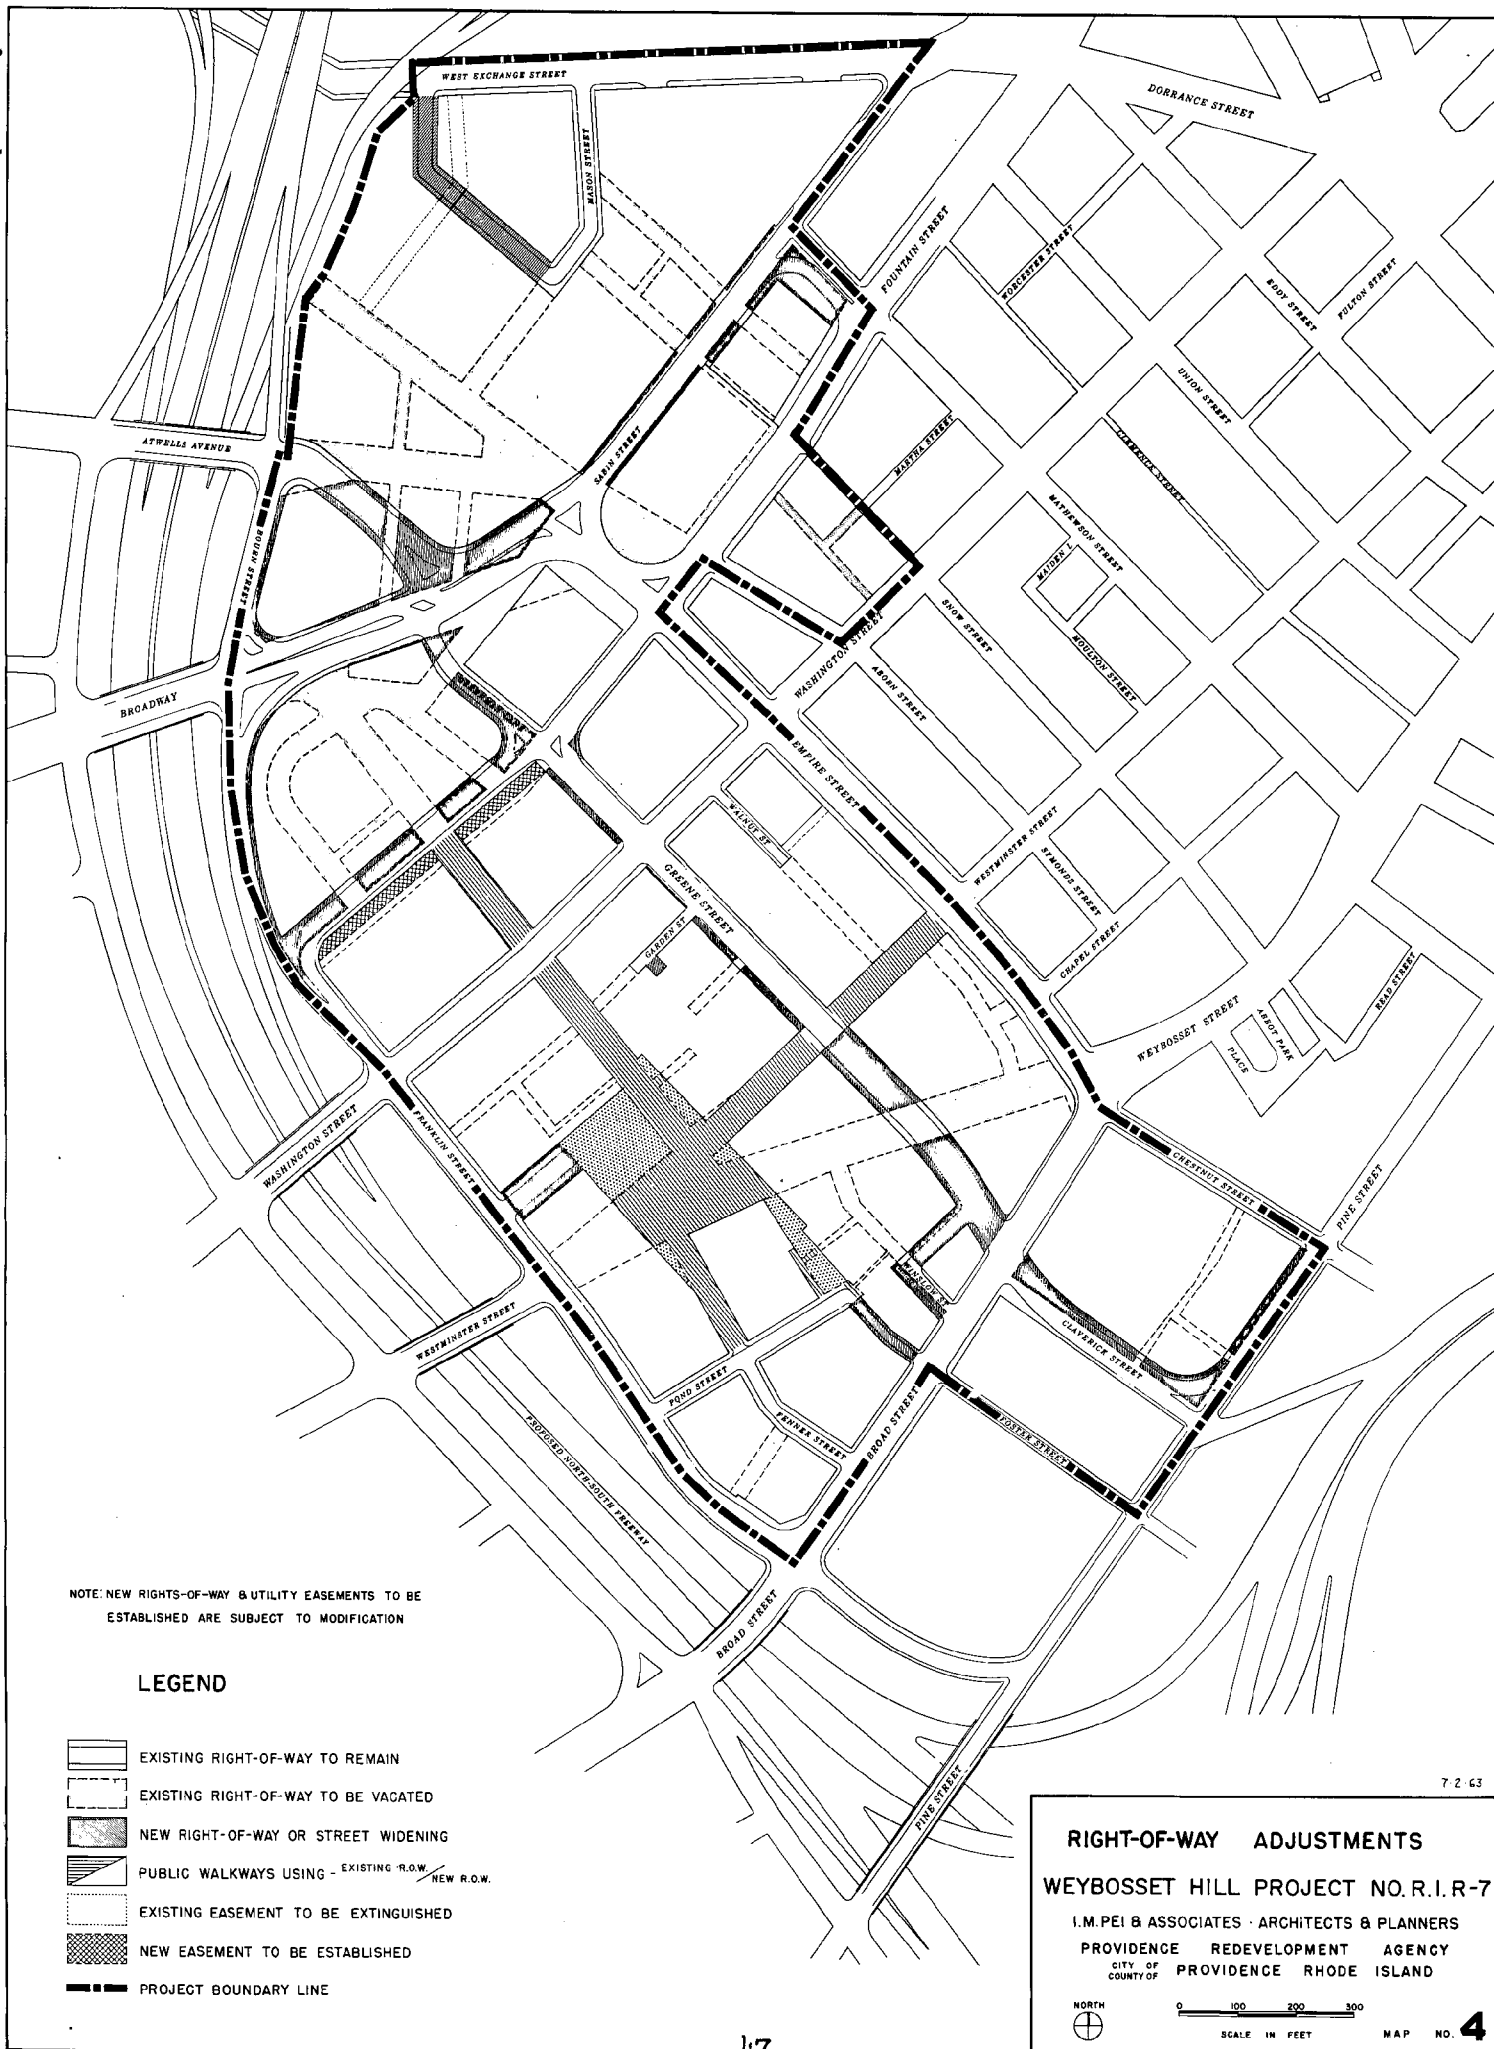 WEST EXCHANGE STREET
DORRANCE STREET
MASON STREET
FOUNTAIN STREET
WORCESTER STREET
EDDY STREET
FULTON STREET
UNION STREET
ATWELLS AVENUE
SABIN STREET
MARTHA STREET
CLEMENCE STREET
MATHEWSON STREET
BOURN STREET
MAIDEN L.
SNOW STREET
MOULTON STREET
WASHINGTON STREET
ABORN STREET
BROADWAY
EMPIRE STREET
WALNUT ST
WESTMINSTER STREET
SYMONDS STREET
GREENE STREET
GARDEN ST
CHAPEL STREET
READ STREET
WEYBOSSET STREET
ABBOT PARK
PLACE
WASHINGTON STREET
FRANKLIN STREET
CHESTNUT STREET
PINE STREET
WINSLOW ST
WESTMINSTER STREET
CLAVERICK STREET
POND STREET
FENNER STREET
BROAD STREET
FOSTER STREET
PROPOSED NORTH-SOUTH FREEWAY
BROAD STREET
PINE STREET
NOTE: NEW RIGHTS-OF-WAY & UTILITY EASEMENTS TO BE
ESTABLISHED ARE SUBJECT TO MODIFICATION
LEGEND
EXISTING RIGHT-OF-WAY TO REMAIN
EXISTING RIGHT-OF-WAY TO BE VACATED
NEW RIGHT-OF-WAY OR STREET WIDENING
PUBLIC WALKWAYS USING - EXISTING R.O.W. / NEW R.O.W.
EXISTING EASEMENT TO BE EXTINGUISHED
NEW EASEMENT TO BE ESTABLISHED
PROJECT BOUNDARY LINE
7-2-63
RIGHT-OF-WAY ADJUSTMENTS
WEYBOSSET HILL PROJECT NO. R.I. R-7
I.M. PEI & ASSOCIATES · ARCHITECTS & PLANNERS
PROVIDENCE REDEVELOPMENT AGENCY
CITY OF
COUNTY OF PROVIDENCE RHODE ISLAND
NORTH
0 100 200 300
SCALE IN FEET
MAP NO. 4